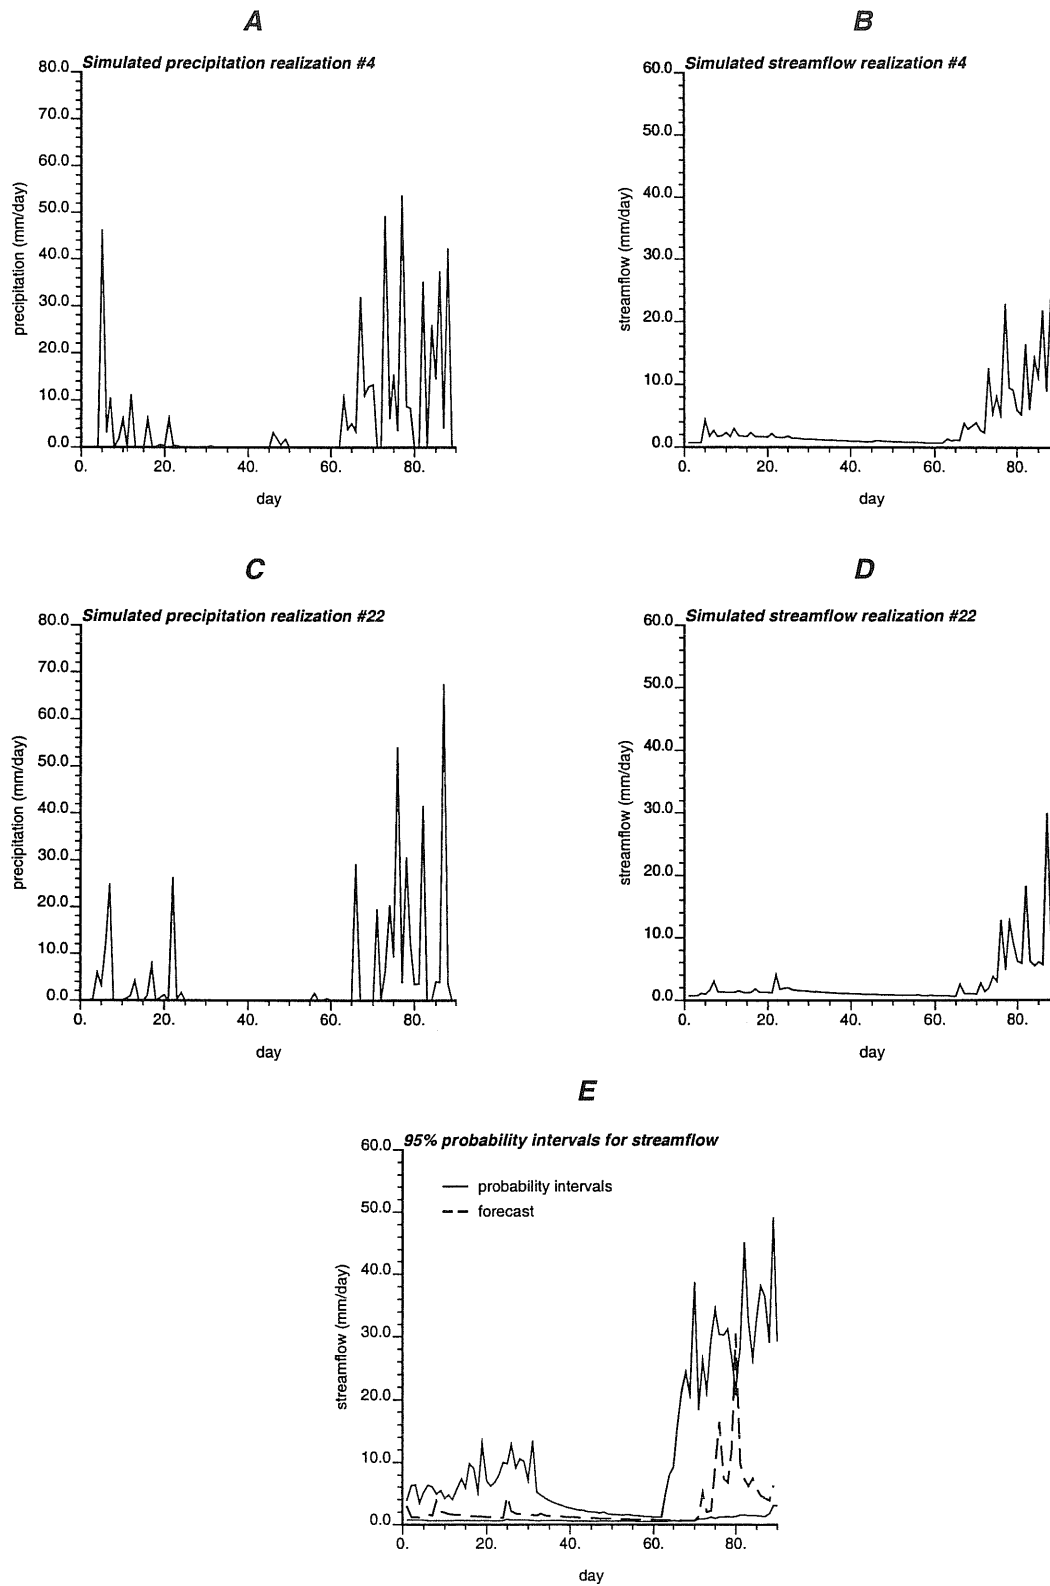 A
Simulated precipitation realization #4
80.0
70.0
60.0
50.0
40.0
30.0
20.0
10.0
0.0
precipitation (mm/day)
0. 20. 40. 60. 80.
day
B
Simulated streamflow realization #4
60.0
50.0
40.0
30.0
20.0
10.0
0.0
streamflow (mm/day)
0. 20. 40. 60. 80.
day
C
Simulated precipitation realization #22
80.0
70.0
60.0
50.0
40.0
30.0
20.0
10.0
0.0
precipitation (mm/day)
0. 20. 40. 60. 80.
day
D
Simulated streamflow realization #22
60.0
50.0
40.0
30.0
20.0
10.0
0.0
streamflow (mm/day)
0. 20. 40. 60. 80.
day
E
95% probability intervals for streamflow
probability intervals
forecast
60.0
50.0
40.0
30.0
20.0
10.0
0.0
streamflow (mm/day)
0. 20. 40. 60. 80.
day